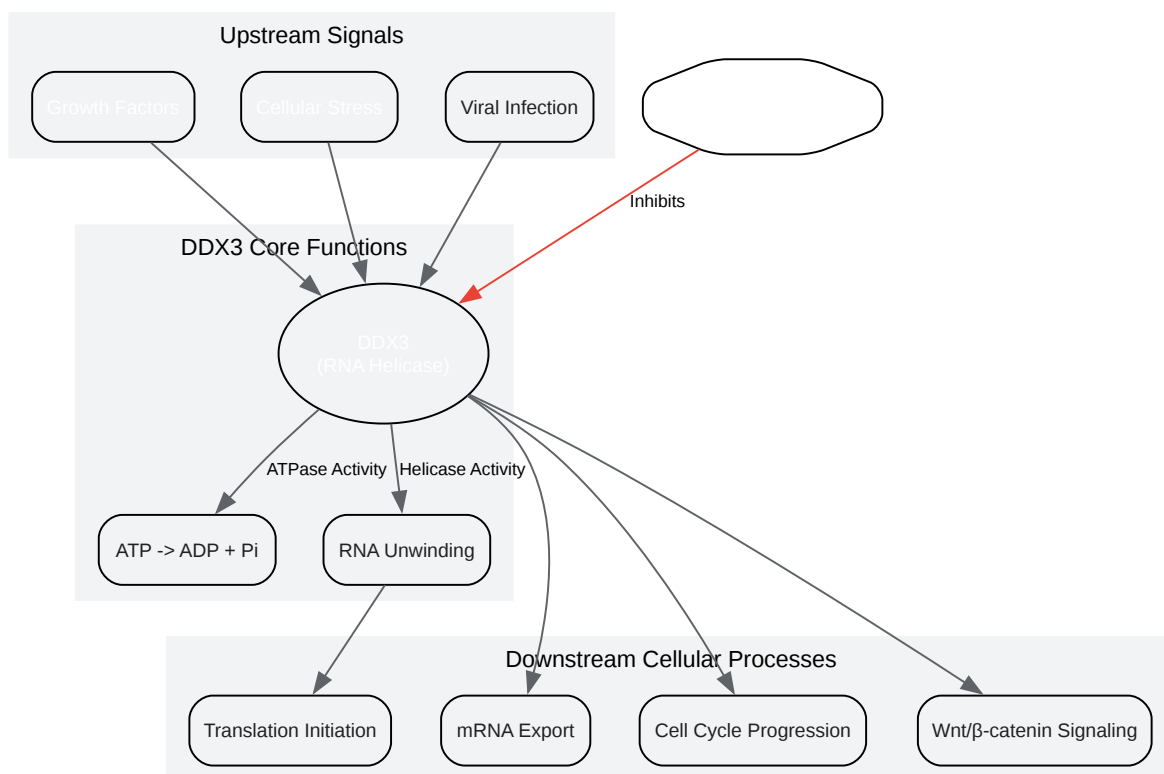 Upstream Signals
Growth Factors
Cellular Stress
Viral Infection
Inhibits
DDX3 Core Functions
DDX3
(RNA Helicase)
ATPase Activity
Helicase Activity
ATP -> ADP + Pi
RNA Unwinding
Downstream Cellular Processes
Translation Initiation
mRNA Export
Cell Cycle Progression
Wnt/β-catenin Signaling